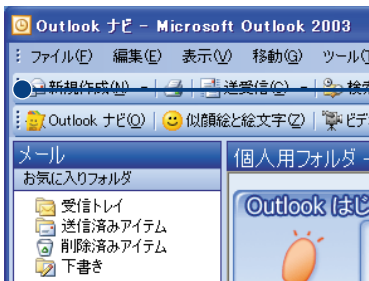 Outlook ナビ - Microsoft Outlook 2003
ファイル(F) 編集(E) 表示(V) 移動(G) ツール(
新規作成(N) 送受信(C) 検索
Outlook ナビ(O) 似顔絵と絵文字(Z) ビデ
メール
個人用フォルダ -
お気に入りフォルダ
Outlook はじ
受信トレイ
送信済みアイテム
削除済みアイテム
下書き